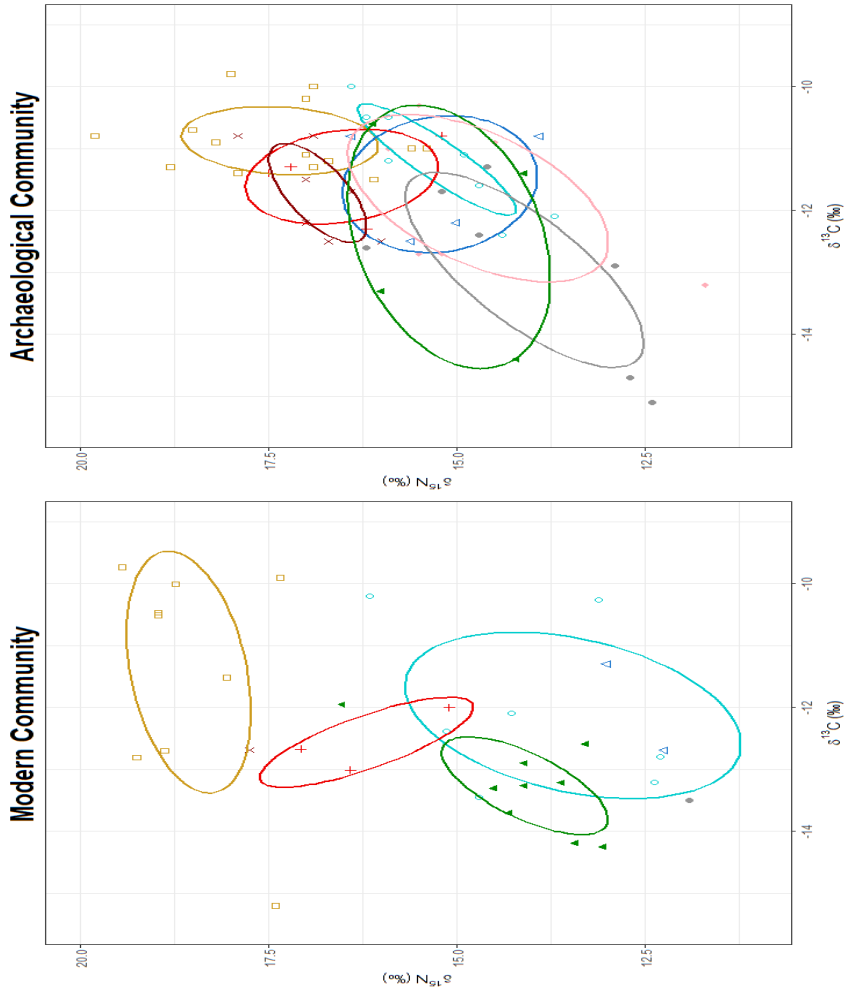 Modern Community
δ¹⁵N (‰)
20.0
17.5
15.0
12.5
-14
-12
-10
δ¹³C (‰)
Archaeological Community
δ¹⁵N (‰)
20.0
17.5
15.0
12.5
-14
-12
-10
δ¹³C (‰)